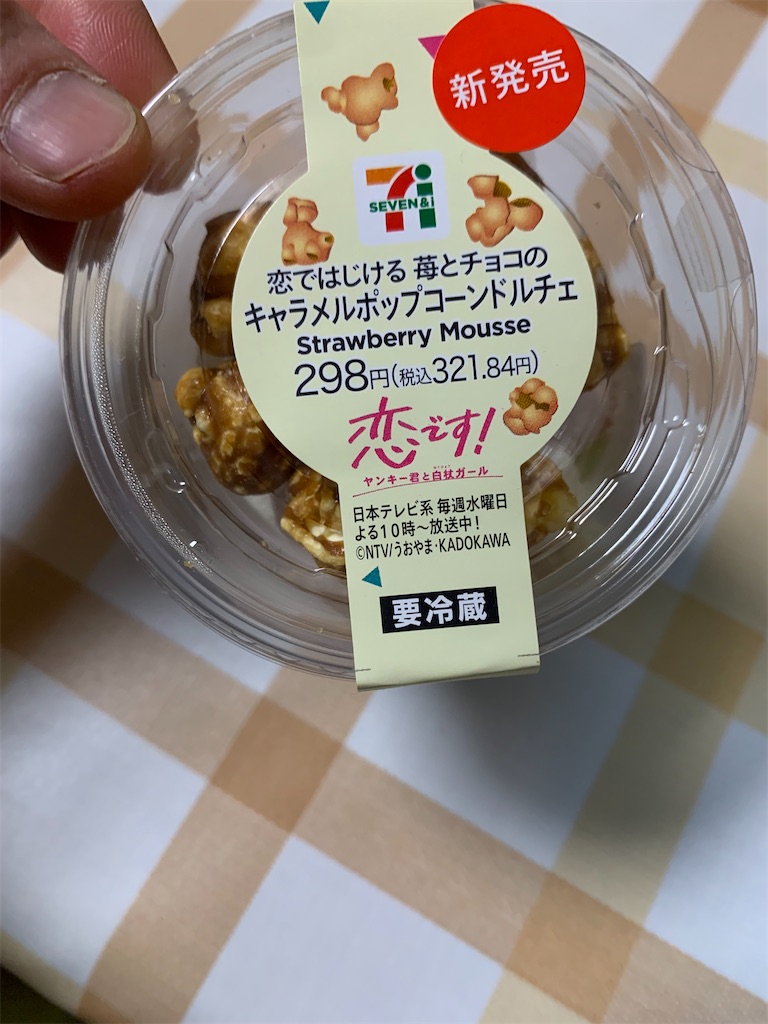 新発売
SEVEN&i
恋ではじける 苺とチョコの
キャラメルポップコーンドルチェ
Strawberry Mousse
298円(税込321.84円)
恋です!
ヤンキー君と白杖ガール
日本テレビ系 毎週水曜日
よる10時〜放送中!
©NTV/うおやま・KADOKAWA
要冷蔵